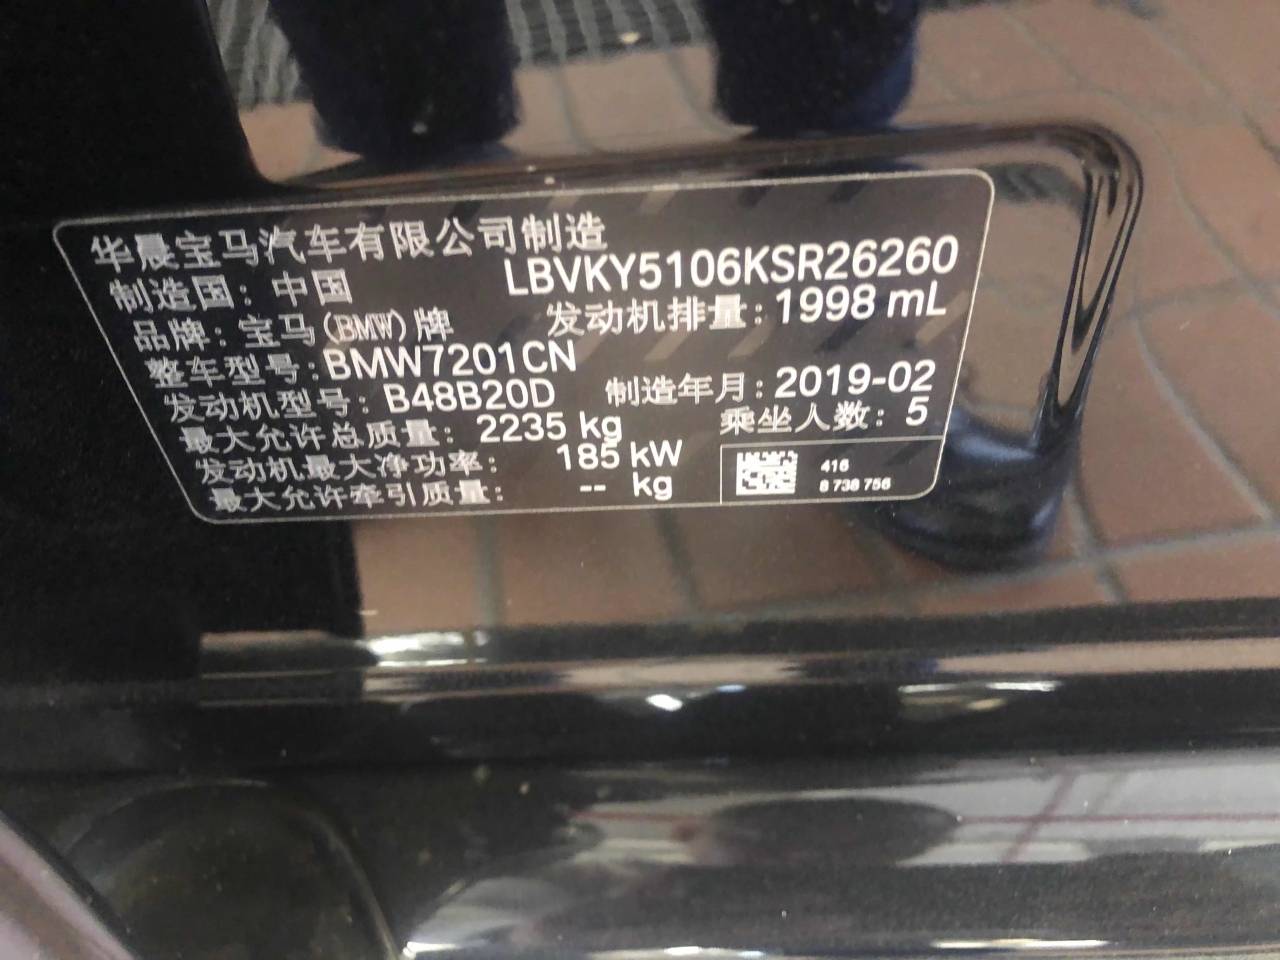 华晨宝马汽车有限公司制造
制造国：中国 LBVKY5106KSR26260
品牌：宝马(BMW)牌 发动机排量：1998 mL
整车型号：BMW7201CN
发动机型号：B48B20D 制造年月：2019-02
最大允许总质量：2235 kg 乘坐人数：5
发动机最大净功率：185 kW
最大允许牵引质量：-- kg
416
8 738 756